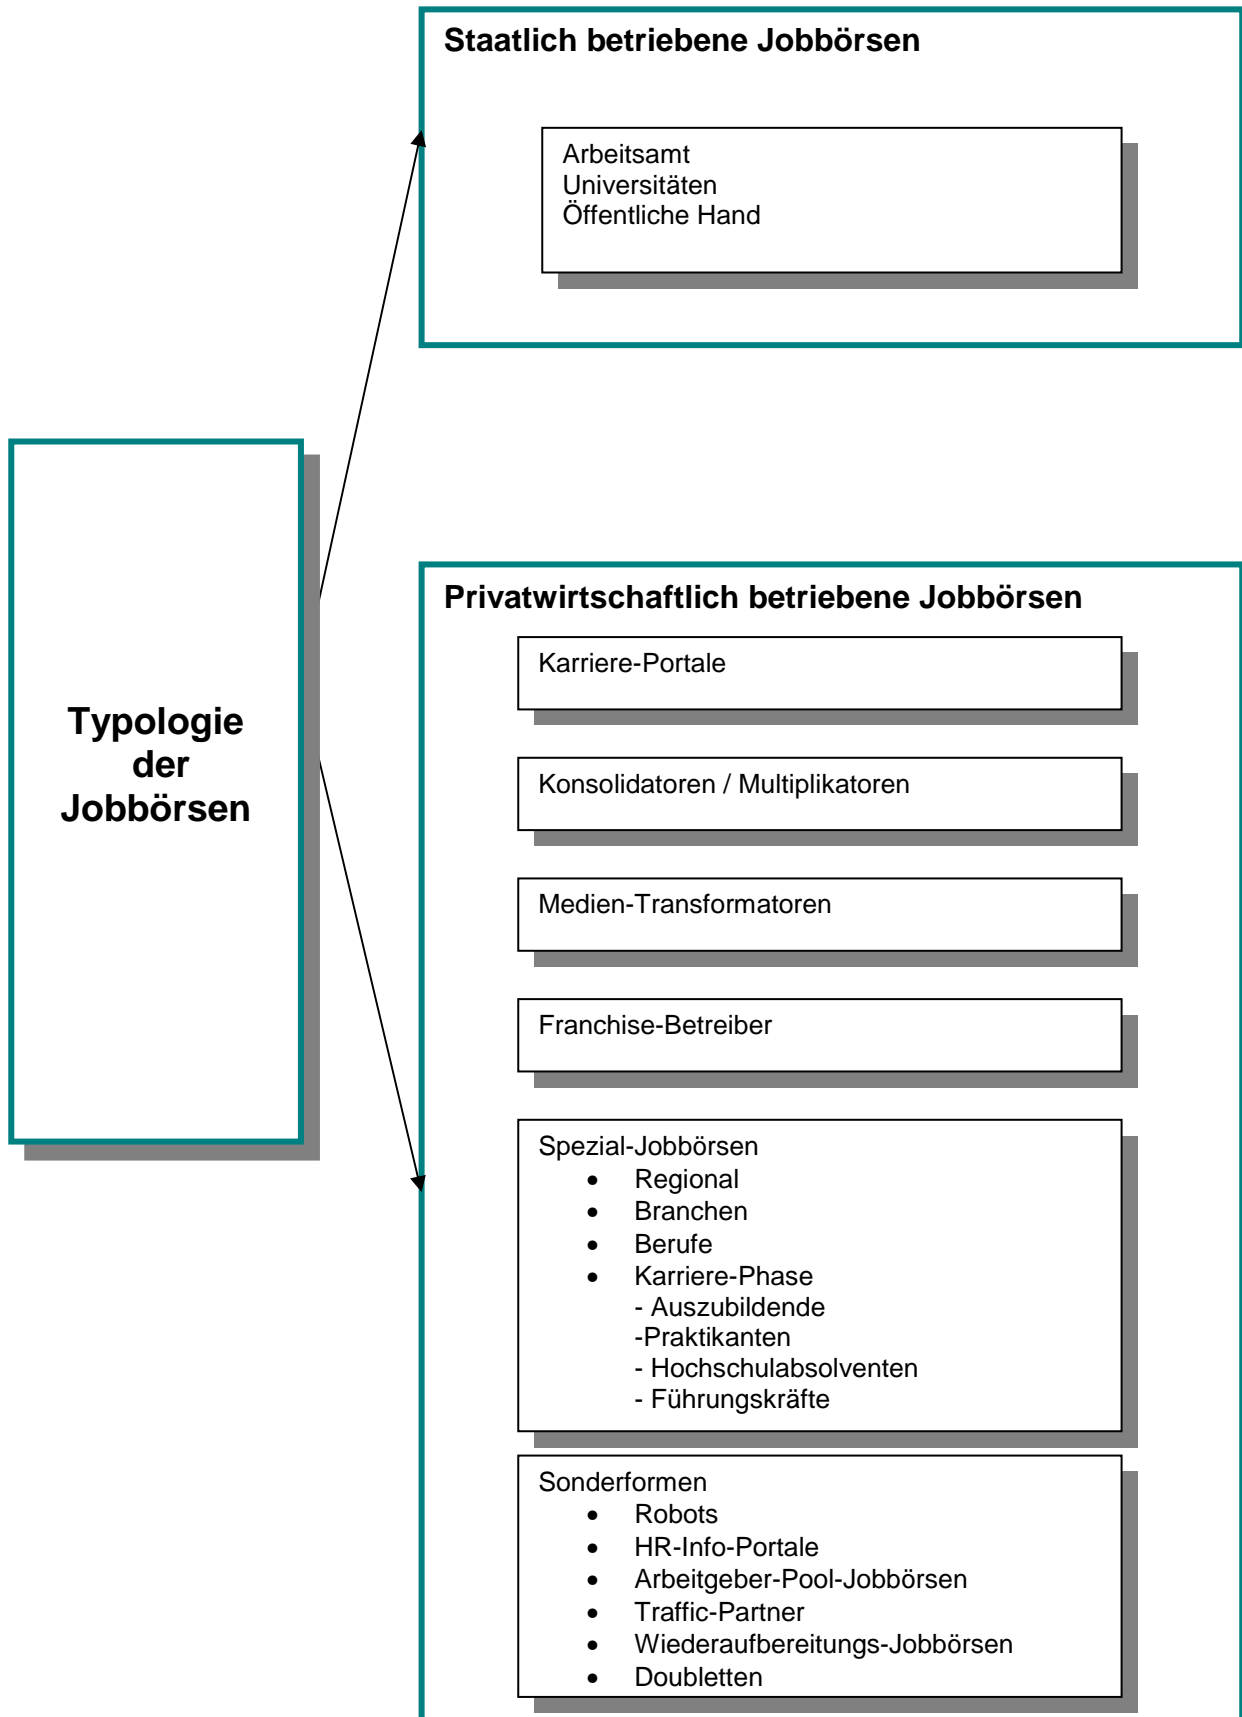 Staatlich betriebene Jobbörsen
Arbeitsamt
Universitäten
Öffentliche Hand
Typologie
der
Jobbörsen
Privatwirtschaftlich betriebene Jobbörsen
Karriere-Portale
Konsolidatoren / Multiplikatoren
Medien-Transformatoren
Franchise-Betreiber
Spezial-Jobbörsen
• Regional
• Branchen
• Berufe
• Karriere-Phase
- Auszubildende
-Praktikanten
- Hochschulabsolventen
- Führungskräfte
Sonderformen
• Robots
• HR-Info-Portale
• Arbeitgeber-Pool-Jobbörsen
• Traffic-Partner
• Wiederaufbereitungs-Jobbörsen
• Doubletten